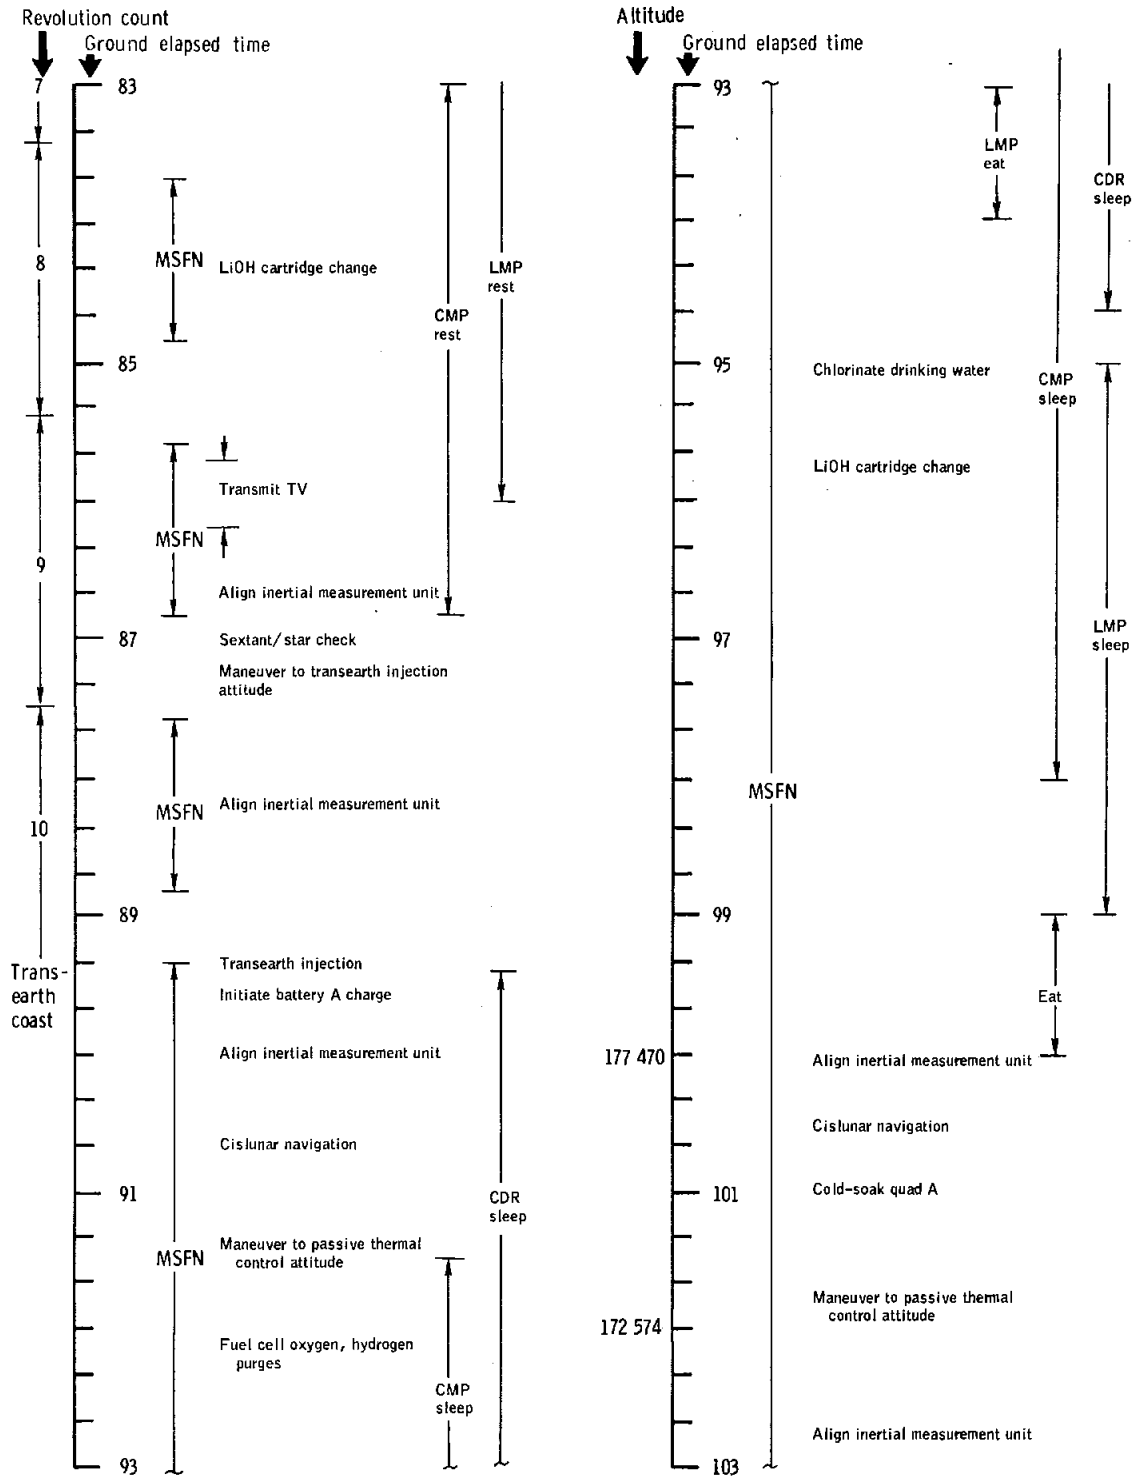 Revolution count
Ground elapsed time
7
83
8
MSFN
LiOH cartridge change
LMP
rest
CMP
rest
85
Transmit TV
MSFN
9
Align inertial measurement unit
87
Sextant/star check
Maneuver to transearth injection
attitude
MSFN
Align inertial measurement unit
10
89
Trans-
earth
coast
Transearth injection
Initiate battery A charge
Align inertial measurement unit
Cislunar navigation
91
CDR
sleep
MSFN
Maneuver to passive thermal
control attitude
Fuel cell oxygen, hydrogen
purges
CMP
sleep
93
Altitude
Ground elapsed time
93
LMP
eat
CDR
sleep
95
Chlorinate drinking water
CMP
sleep
LiOH cartridge change
97
LMP
sleep
MSFN
99
Eat
177 470
Align inertial measurement unit
Cislunar navigation
101
Cold-soak quad A
Maneuver to passive thermal
control attitude
172 574
Align inertial measurement unit
103